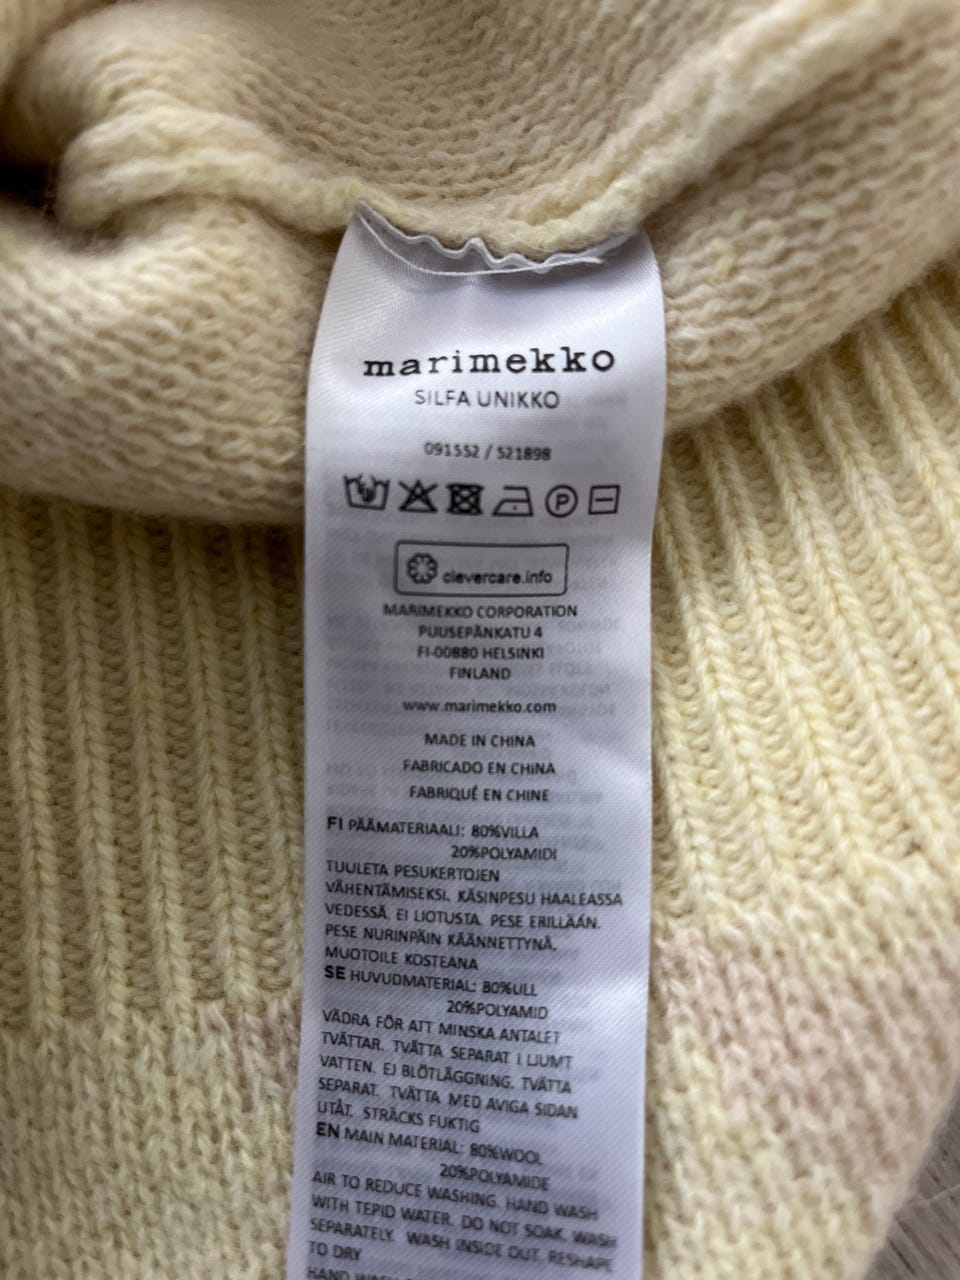 marimekko
SILFA UNIKKO
091552 / 521898
P
clevercare.info
MARIMEKKO CORPORATION
PUUSEPÄNKATU 4
FI-00880 HELSINKI
FINLAND
www.marimekko.com
MADE IN CHINA
FABRICADO EN CHINA
FABRIQUÉ EN CHINE
FI PÄÄMATERIAALI: 80%VILLA
20%POLYAMIDI
TUULETA PESUKERTOJEN
VÄHENTÄMISEKSI. KÄSINPESU HAALEASSA
VEDESSÄ. EI LIOTUSTA. PESE ERILLÄÄN.
PESE NURINPÄIN KÄÄNNETTYNÄ.
MUOTOILE KOSTEANA
SE HUVUDMATERIAL: 80%ULL
20%POLYAMID
VÄDRA FÖR ATT MINSKA ANTALET
TVÄTTAR. TVÄTTA SEPARAT I LJUMT
VATTEN. EJ BLÖTLÄGGNING. TVÄTTA
SEPARAT. TVÄTTA MED AVIGA SIDAN
UTÅT. STRÄCKS FUKTIG
EN MAIN MATERIAL: 80%WOOL
20%POLYAMIDE
AIR TO REDUCE WASHING. HAND WASH
WITH TEPID WATER. DO NOT SOAK. WASH
SEPARATELY. WASH INSIDE OUT. RESHAPE
TO DRY
HAND